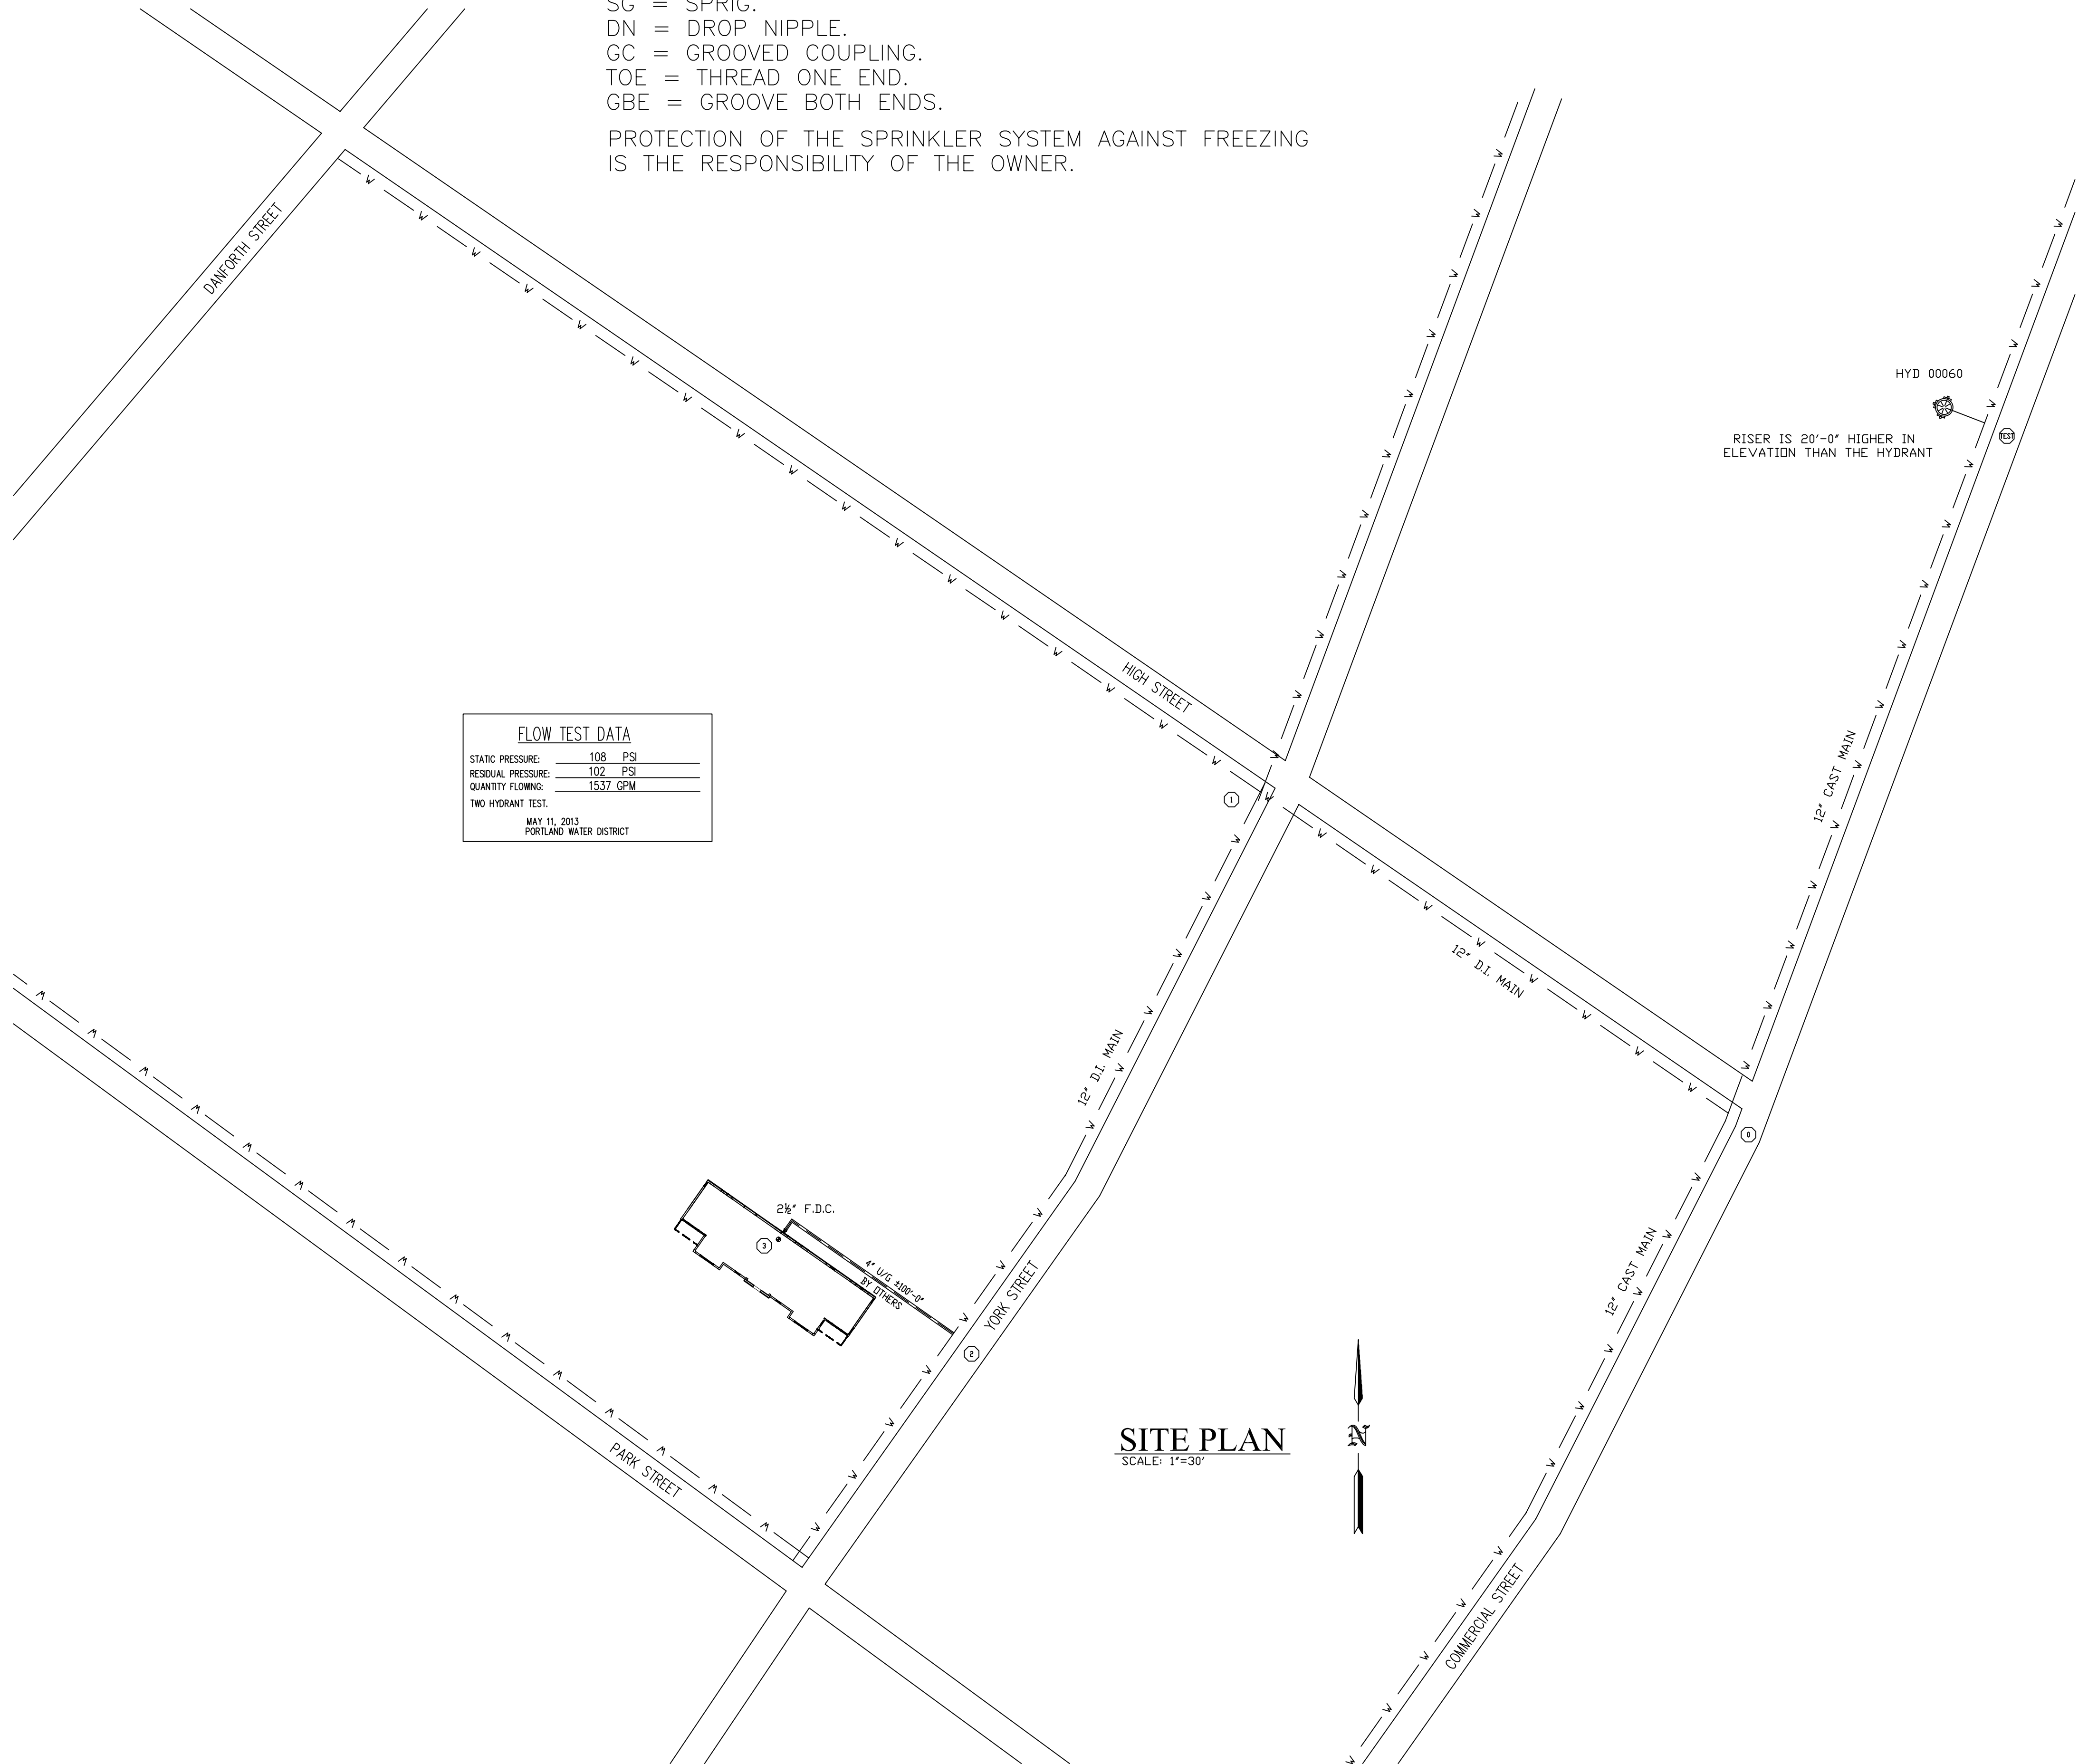 SG = SPRIG.
DN = DROP NIPPLE.
GC = GROOVED COUPLING.
TOE = THREAD ONE END.
GBE = GROOVE BOTH ENDS.
PROTECTION OF THE SPRINKLER SYSTEM AGAINST FREEZING
IS THE RESPONSIBILITY OF THE OWNER.
DANFORTH STREET
HYD 00060
RISER IS 20'-0" HIGHER IN
ELEVATION THAN THE HYDRANT
TEST
HIGH STREET
FLOW TEST DATA
STATIC PRESSURE: 108 PSI
RESIDUAL PRESSURE: 102 PSI
QUANTITY FLOWING: 1537 GPM
TWO HYDRANT TEST.
MAY 11, 2013
PORTLAND WATER DISTRICT
1
12" CAST MAIN
12" D.I. MAIN
12" D.I. MAIN
0
2½" F.D.C.
3
4" U/G ±100'-0"
BY OTHERS
YORK STREET
2
12" CAST MAIN
PARK STREET
SITE PLAN
SCALE: 1"=30'
N
COMMERCIAL STREET